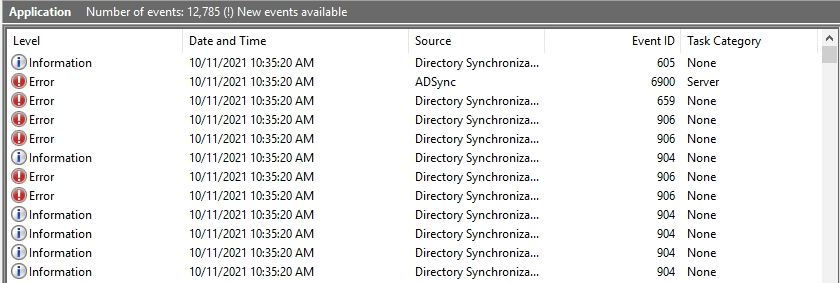 Application Number of events: 12,785 (!) New events available
Level Date and Time Source Event ID Task Category
Information 10/11/2021 10:35:20 AM Directory Synchroniza... 605 None
Error 10/11/2021 10:35:20 AM ADSync 6900 Server
Error 10/11/2021 10:35:20 AM Directory Synchroniza... 659 None
Error 10/11/2021 10:35:20 AM Directory Synchroniza... 906 None
Error 10/11/2021 10:35:20 AM Directory Synchroniza... 906 None
Information 10/11/2021 10:35:20 AM Directory Synchroniza... 904 None
Error 10/11/2021 10:35:20 AM Directory Synchroniza... 906 None
Error 10/11/2021 10:35:20 AM Directory Synchroniza... 906 None
Information 10/11/2021 10:35:20 AM Directory Synchroniza... 904 None
Information 10/11/2021 10:35:20 AM Directory Synchroniza... 904 None
Information 10/11/2021 10:35:20 AM Directory Synchroniza... 904 None
Information 10/11/2021 10:35:20 AM Directory Synchroniza... 904 None